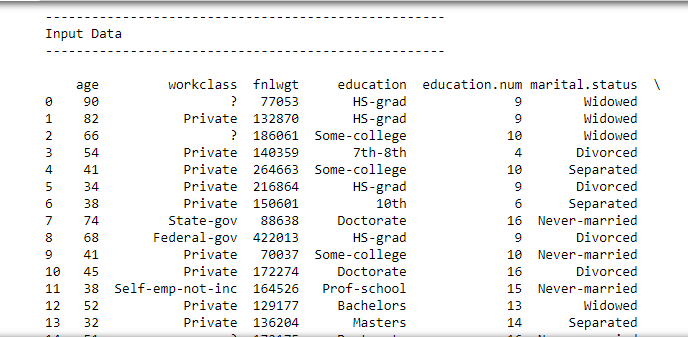 --------------------------------------------------
Input Data
--------------------------------------------------
    age         workclass  fnlwgt     education  education.num marital.status  \
0    90                 ?   77053       HS-grad              9        Widowed
1    82           Private  132870       HS-grad              9        Widowed
2    66                 ?  186061  Some-college             10        Widowed
3    54           Private  140359       7th-8th              4       Divorced
4    41           Private  264663  Some-college             10      Separated
5    34           Private  216864       HS-grad              9       Divorced
6    38           Private  150601          10th              6      Separated
7    74         State-gov   88638     Doctorate             16  Never-married
8    68       Federal-gov  422013       HS-grad              9       Divorced
9    41           Private   70037  Some-college             10  Never-married
10   45           Private  172274     Doctorate             16       Divorced
11   38  Self-emp-not-inc  164526   Prof-school             15  Never-married
12   52           Private  129177     Bachelors             13        Widowed
13   32           Private  136204       Masters             14      Separated